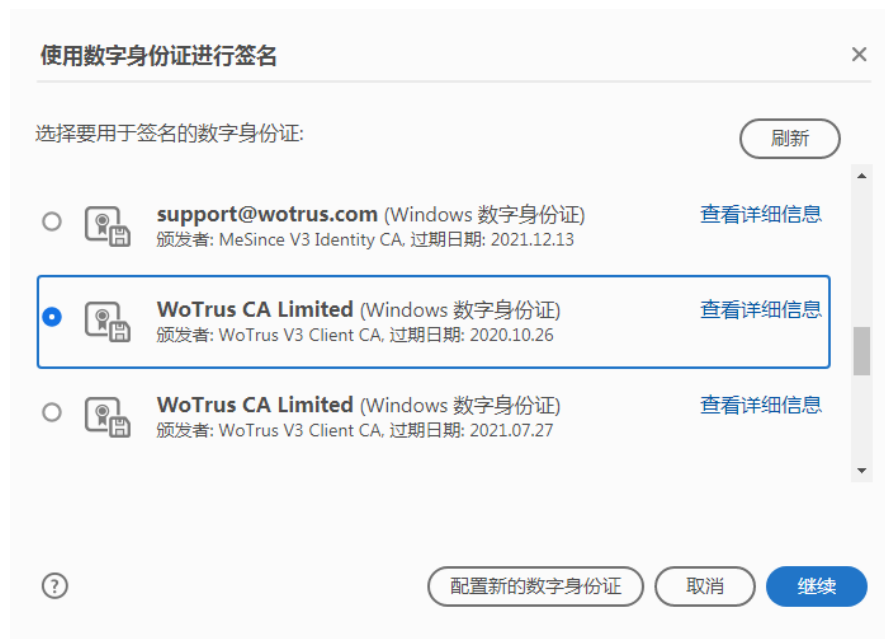 使用数字身份证进行签名
选择要用于签名的数字身份证:
刷新
support@wotrus.com (Windows 数字身份证)
查看详细信息
颁发者: MeSince V3 Identity CA, 过期日期: 2021.12.13
WoTrus CA Limited (Windows 数字身份证)
查看详细信息
颁发者: WoTrus V3 Client CA, 过期日期: 2020.10.26
WoTrus CA Limited (Windows 数字身份证)
查看详细信息
颁发者: WoTrus V3 Client CA, 过期日期: 2021.07.27
?
配置新的数字身份证
取消
继续